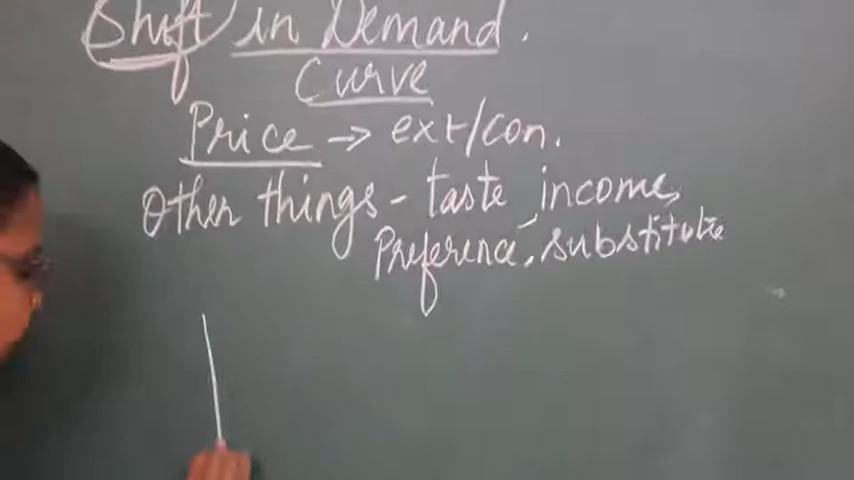 Shift in Demand.
Curve
Price → ext/con.
Other things - taste income,
Preference, substitute